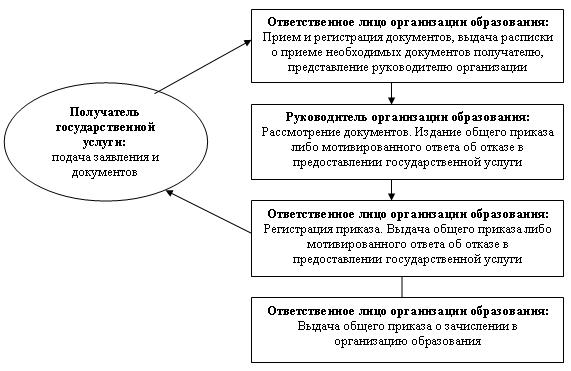 Получатель
государственной
услуги:
подача заявления и
документов
Ответственное лицо организации образования:
Прием и регистрация документов, выдача расписки
о приеме необходимых документов получателю,
представление руководителю организации
Руководитель организации образования:
Рассмотрение документов. Издание общего приказа
либо мотивированного ответа об отказе в
предоставлении государственной услуги
Ответственное лицо организации образования:
Регистрация приказа. Выдача общего приказа либо
мотивированного ответа об отказе в
предоставлении государственной услуги
Ответственное лицо организации образования:
Выдача общего приказа о зачислении в
организацию образования